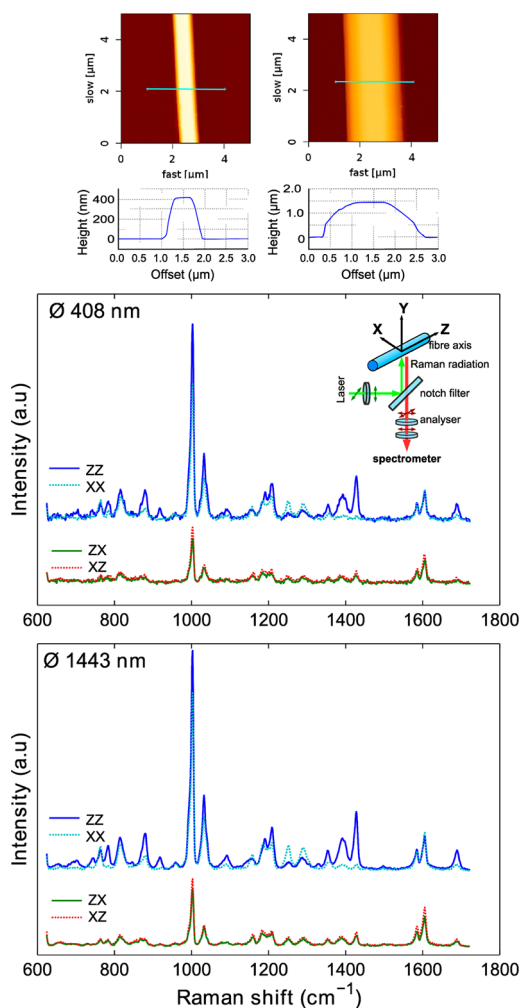 slow [µm]
4
2
0
0 2 4
fast [µm]
slow [µm]
4
2
0
0 2 4
fast [µm]
Height (nm)
400
200
0
0.0 0.5 1.0 1.5 2.0 2.5 3.0
Offset (µm)
Height (µm)
2.0
1.0
0.0
0.0 0.5 1.0 1.5 2.0 2.5 3.0
Offset (µm)
Ø 408 nm
Intensity (a.u)
ZZ
XX
ZX
XZ
Y
X
Z
fibre axis
Raman radiation
Laser
notch filter
analyser
spectrometer
600 800 1000 1200 1400 1600 1800
Ø 1443 nm
Intensity (a.u)
ZZ
XX
ZX
XZ
600 800 1000 1200 1400 1600 1800
Raman shift (cm⁻¹)